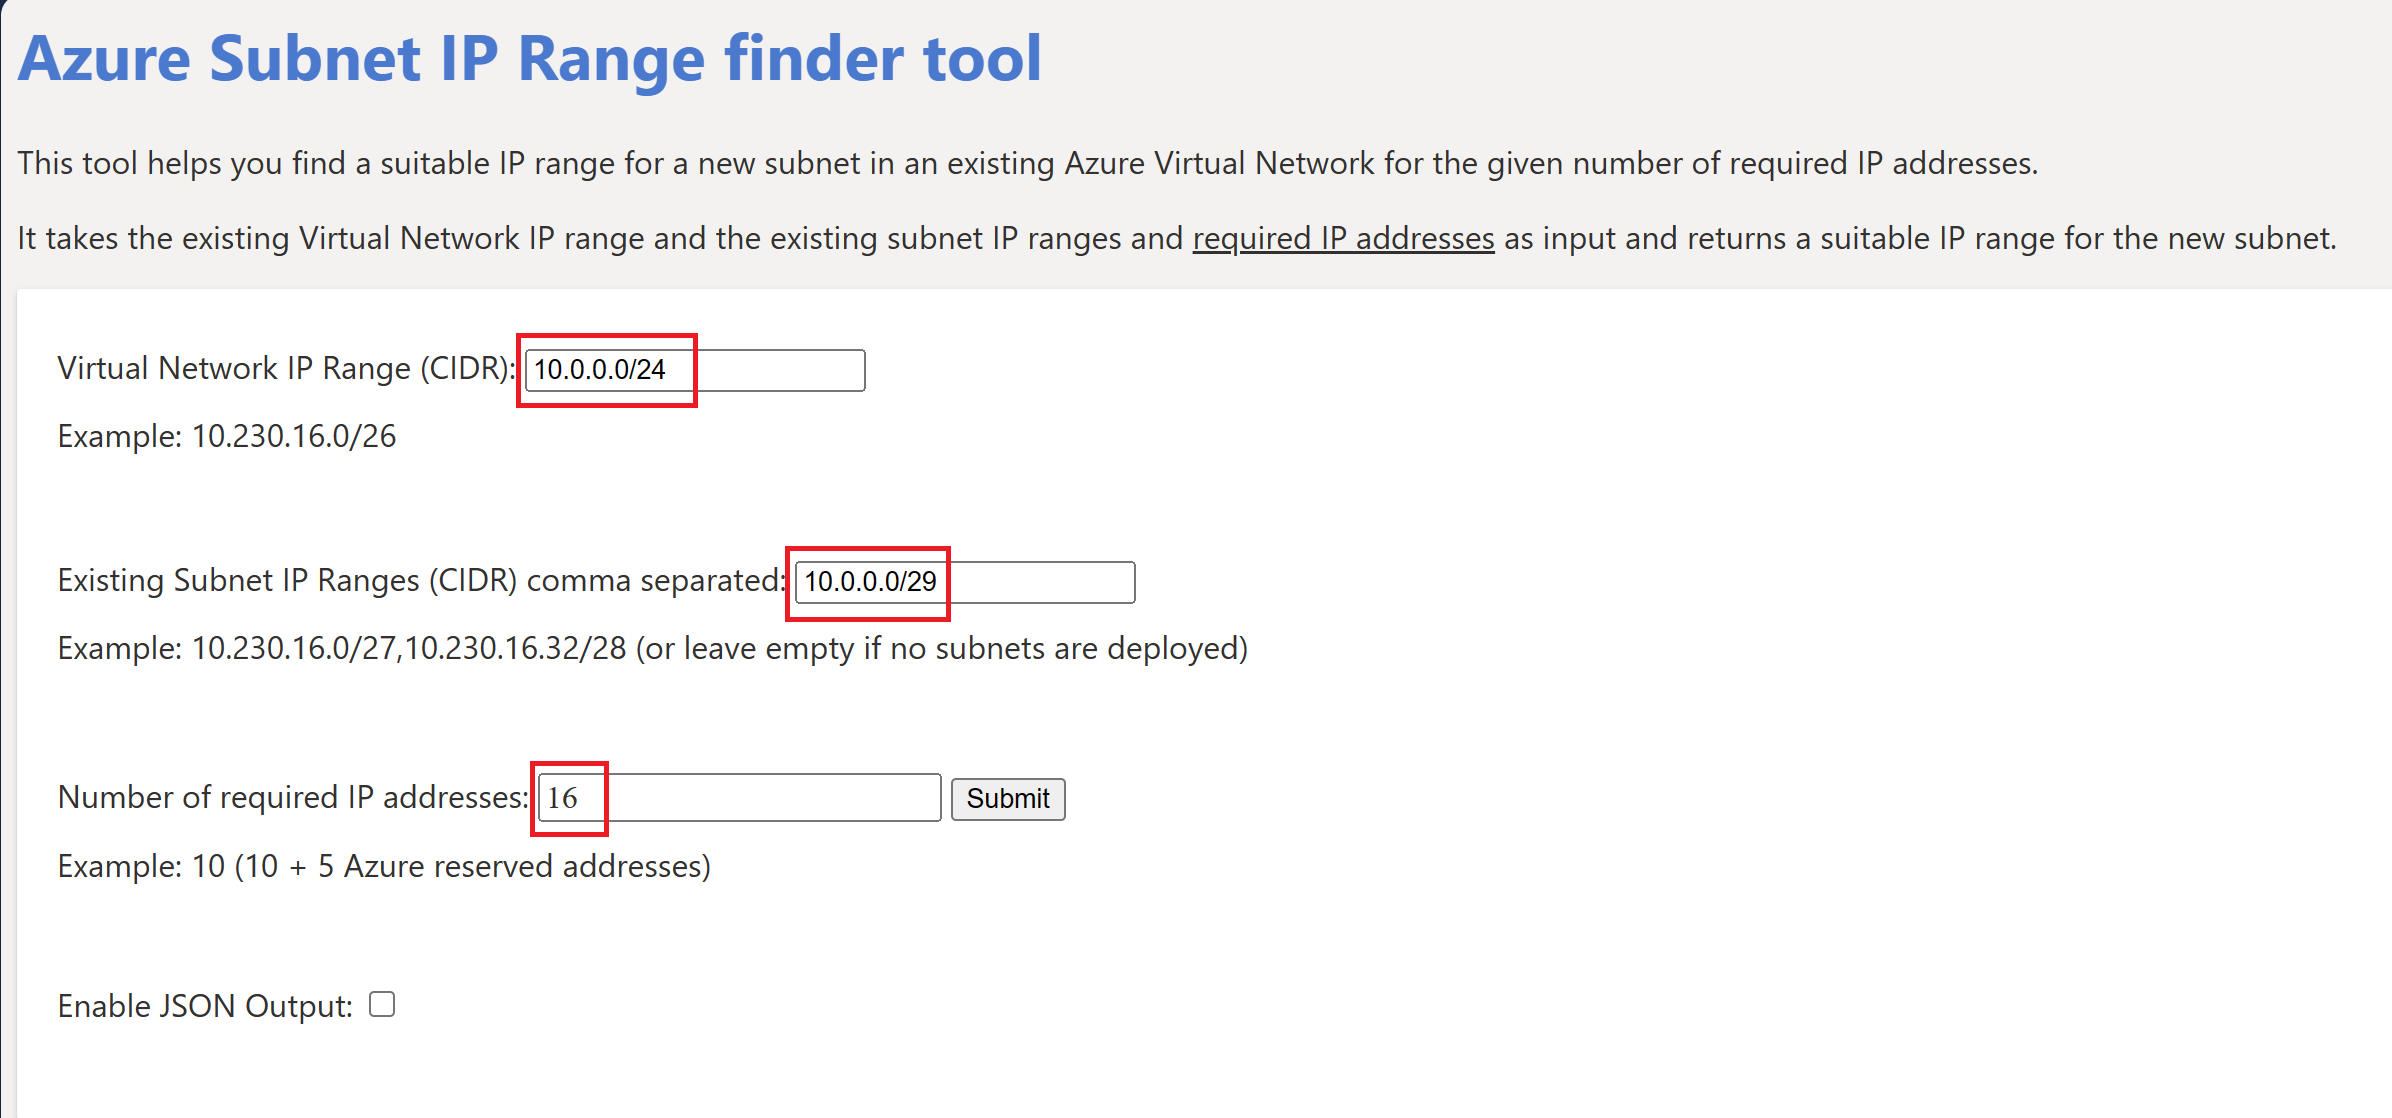 Azure Subnet IP Range finder tool
This tool helps you find a suitable IP range for a new subnet in an existing Azure Virtual Network for the given number of required IP addresses.
It takes the existing Virtual Network IP range and the existing subnet IP ranges and required IP addresses as input and returns a suitable IP range for the new subnet.
Virtual Network IP Range (CIDR): 10.0.0.0/24
Example: 10.230.16.0/26
Existing Subnet IP Ranges (CIDR) comma separated: 10.0.0.0/29
Example: 10.230.16.0/27,10.230.16.32/28 (or leave empty if no subnets are deployed)
Number of required IP addresses: 16 Submit
Example: 10 (10 + 5 Azure reserved addresses)
Enable JSON Output: